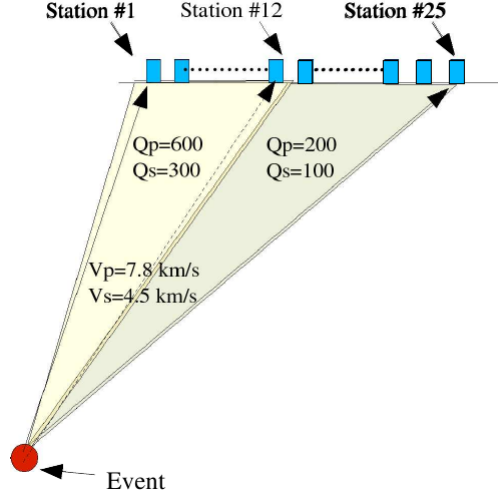 Station #1 Station #12 Station #25
Qp=600 Qp=200
Qs=300 Qs=100
Vp=7.8 km/s
Vs=4.5 km/s
Event